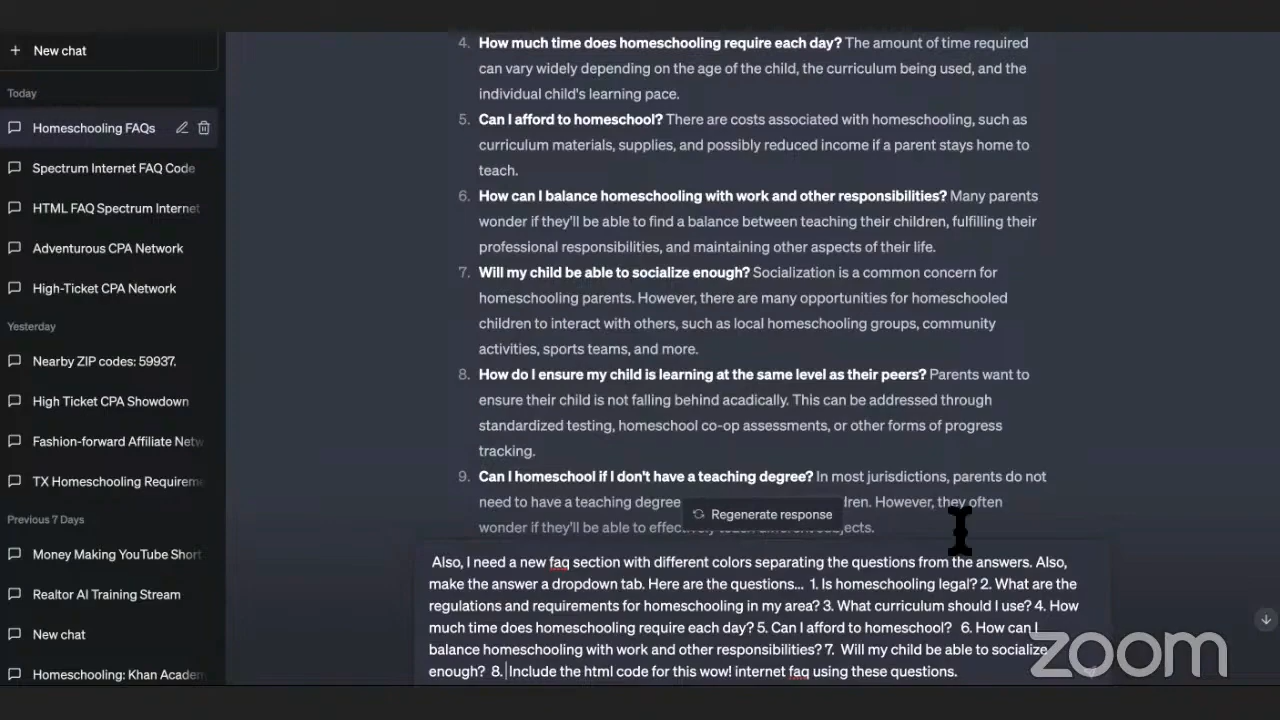 New chat
Today
Homeschooling FAQs
Spectrum Internet FAQ Code
HTML FAQ Spectrum Internet
Adventurous CPA Network
High-Ticket CPA Network
Yesterday
Nearby ZIP codes: 59937.
High Ticket CPA Showdown
Fashion-forward Affiliate Netw
TX Homeschooling Requireme
Previous 7 Days
Money Making YouTube Short
Realtor AI Training Stream
New chat
Homeschooling: Khan Academ
4. How much time does homeschooling require each day? The amount of time required
can vary widely depending on the age of the child, the curriculum being used, and the
individual child's learning pace.
5. Can I afford to homeschool? There are costs associated with homeschooling, such as
curriculum materials, supplies, and possibly reduced income if a parent stays home to
teach.
6. How can I balance homeschooling with work and other responsibilities? Many parents
wonder if they'll be able to find a balance between teaching their children, fulfilling their
professional responsibilities, and maintaining other aspects of their life.
7. Will my child be able to socialize enough? Socialization is a common concern for
homeschooling parents. However, there are many opportunities for homeschooled
children to interact with others, such as local homeschooling groups, community
activities, sports teams, and more.
8. How do I ensure my child is learning at the same level as their peers? Parents want to
ensure their child is not falling behind acadically. This can be addressed through
standardized testing, homeschool co-op assessments, or other forms of progress
tracking.
9. Can I homeschool if I don't have a teaching degree? In most jurisdictions, parents do not
need to have a teaching degree dren. However, they often
wonder if they'll be able to effec subjects.
Regenerate response
Also, I need a new faq section with different colors separating the questions from the answers. Also,
make the answer a dropdown tab. Here are the questions... 1. Is homeschooling legal? 2. What are the
regulations and requirements for homeschooling in my area? 3. What curriculum should I use? 4. How
much time does homeschooling require each day? 5. Can I afford to homeschool? 6. How can I
balance homeschooling with work and other responsibilities? 7. Will my child be able to socialize
enough? 8. Include the html code for this wow! internet faq using these questions.
zoom